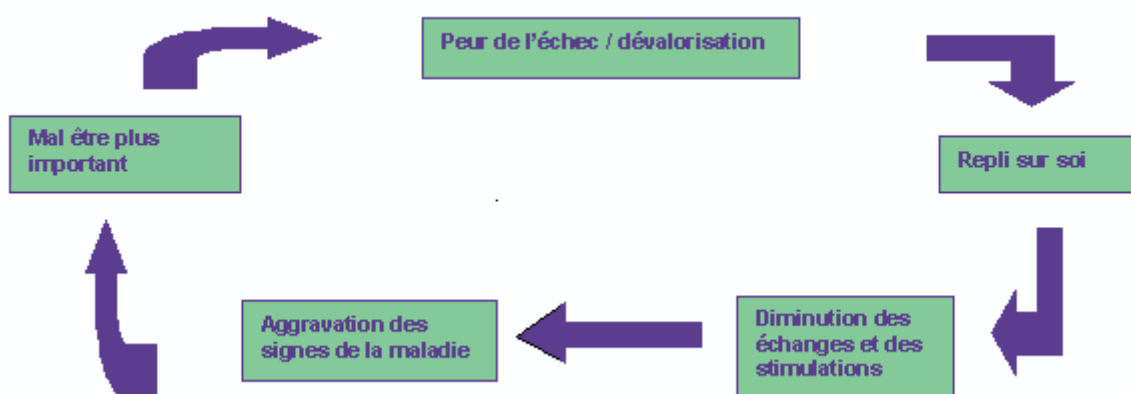 Peur de l'échec / dévalorisation
Mal être plus
important
Repli sur soi
Aggravation des
signes de la maladie
Diminution des
échanges et des
stimulations